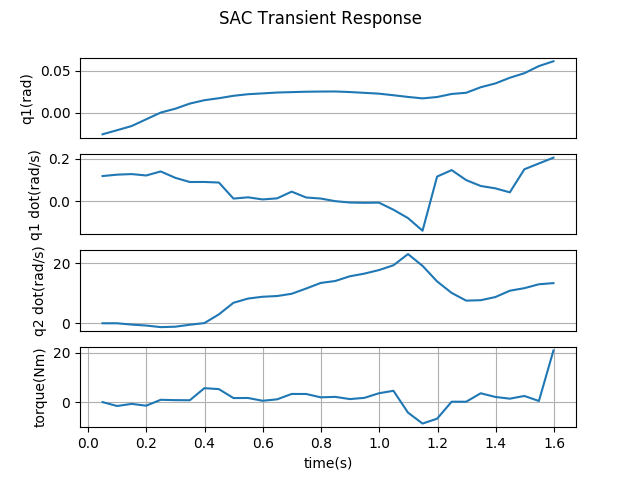 SAC Transient Response
q1(rad)
0.05
0.00
q1 dot(rad/s)
0.2
0.0
q2 dot(rad/s)
20
0
torque(Nm)
20
0
0.0 0.2 0.4 0.6 0.8 1.0 1.2 1.4 1.6
time(s)